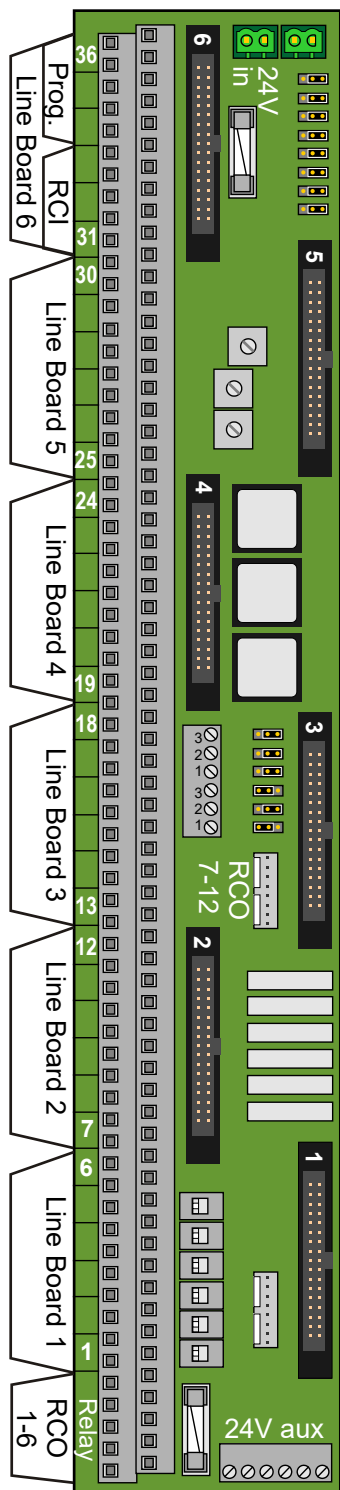 Prog.
RCI
Line Board 6
Line Board 5
Line Board 4
Line Board 3
Line Board 2
Line Board 1
RCO
1-6
36
31
30
25
24
19
18
13
12
7
6
1
Relay
6
24V
in
5
4
3
3
2
1
3
2
1
RCO
7-12
2
1
24V aux